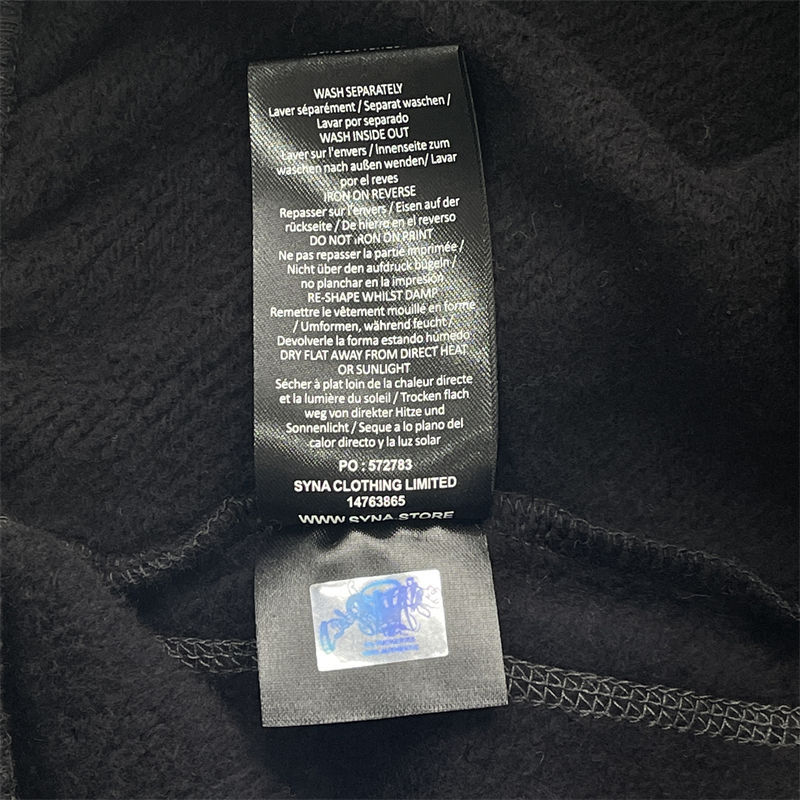 WASH SEPARATELY
Laver séparément / Separat waschen /
Lavar por separado
WASH INSIDE OUT
Laver sur l'envers / Innenseite zum
waschen nach außen wenden/ Lavar
por el reves
IRON ON REVERSE
Repasser sur l'envers / Eisen auf der
rückseite / De hierro en el reverso
DO NOT IRON ON PRINT
Ne pas repasser la partie imprimée /
Nicht über den aufdruck bügeln /
no planchar en la impresión
RE-SHAPE WHILST DAMP
Remettre le vêtement mouillé en forme
/ Umformen, während feucht /
Devolverle la forma estando húmedo
DRY FLAT AWAY FROM DIRECT HEAT
OR SUNLIGHT
Sécher à plat loin de la chaleur directe
et la lumière du soleil / Trocken flach
weg von direkter Hitze und
Sonnenlicht / Seque a lo plano del
calor directo y la luz solar
PO : 572783
SYNA CLOTHING LIMITED
14763865
WWW.SYNA.STORE